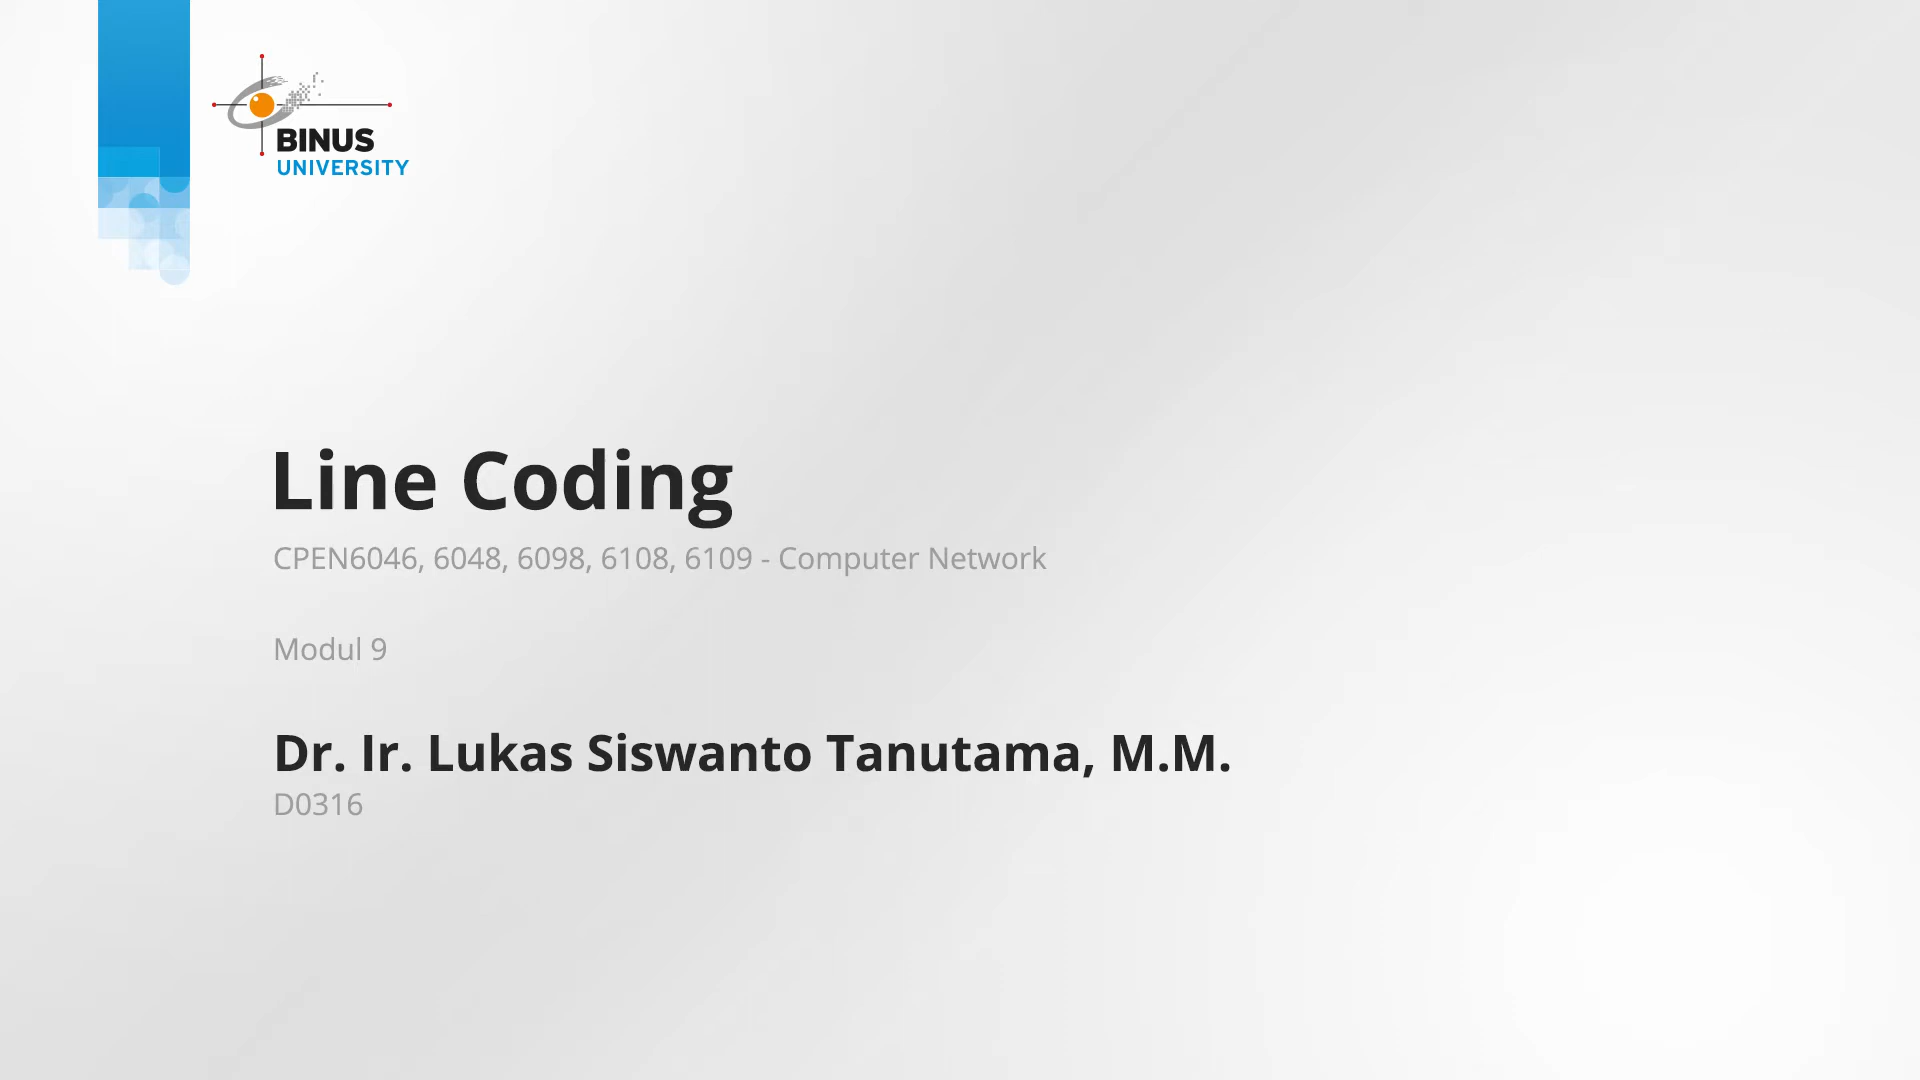 BINUS
UNIVERSITY
Line Coding
CPEN6046, 6048, 6098, 6108, 6109 - Computer Network
Modul 9
Dr. Ir. Lukas Siswanto Tanutama, M.M.
D0316